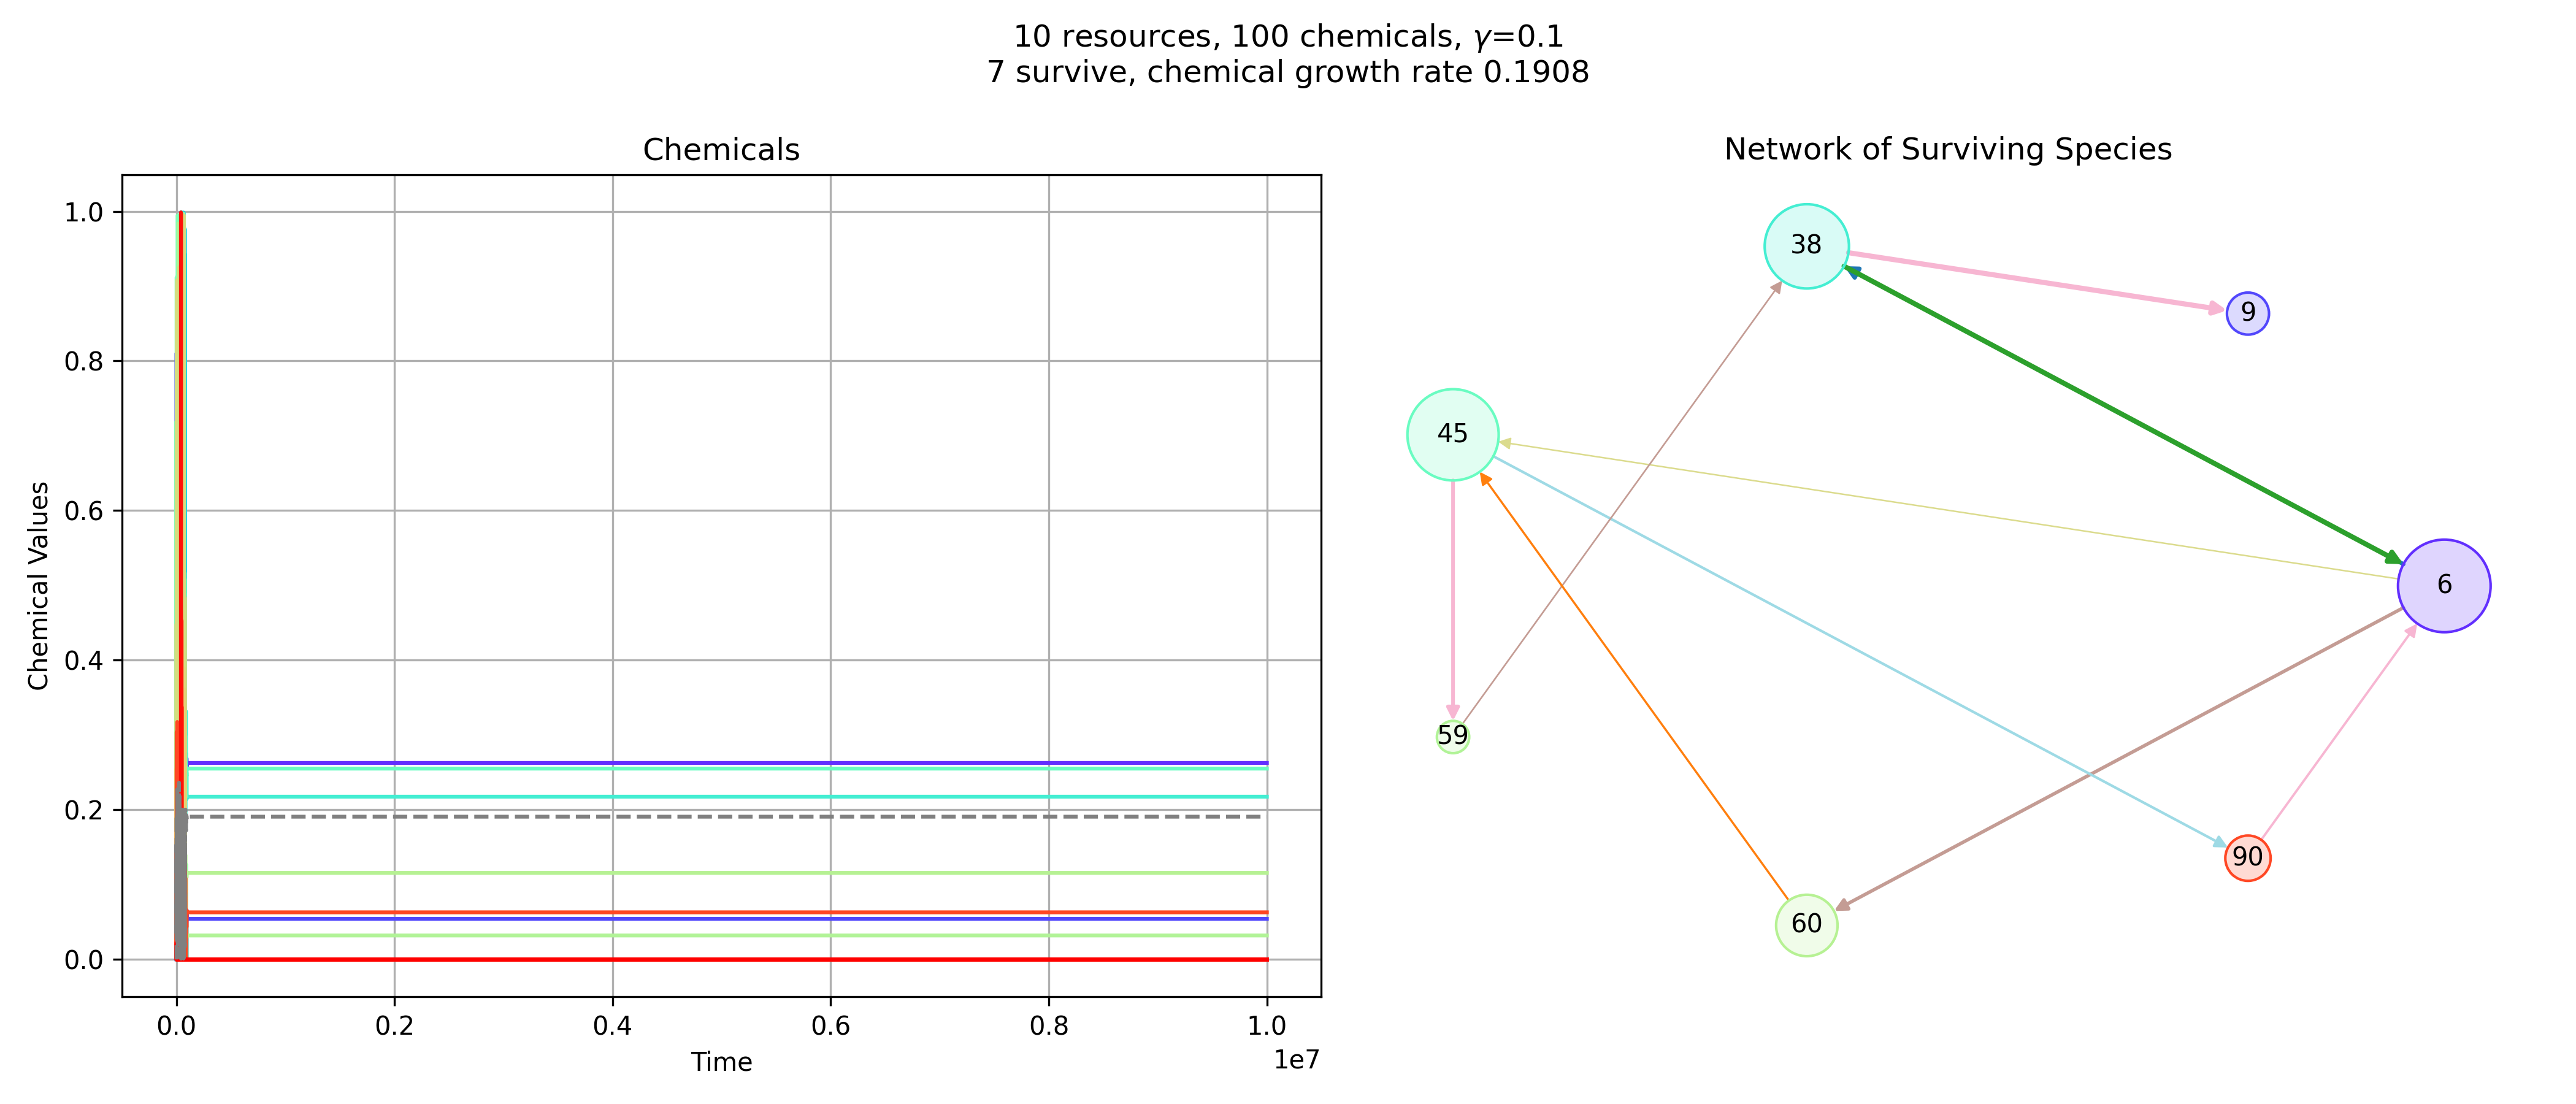 10 resources, 100 chemicals, γ=0.1
7 survive, chemical growth rate 0.1908
Chemicals
Chemical Values
1.0
0.8
0.6
0.4
0.2
0.0
0.0 0.2 0.4 0.6 0.8 1.0
1e7
Time
Network of Surviving Species
38
9
45
6
59
90
60